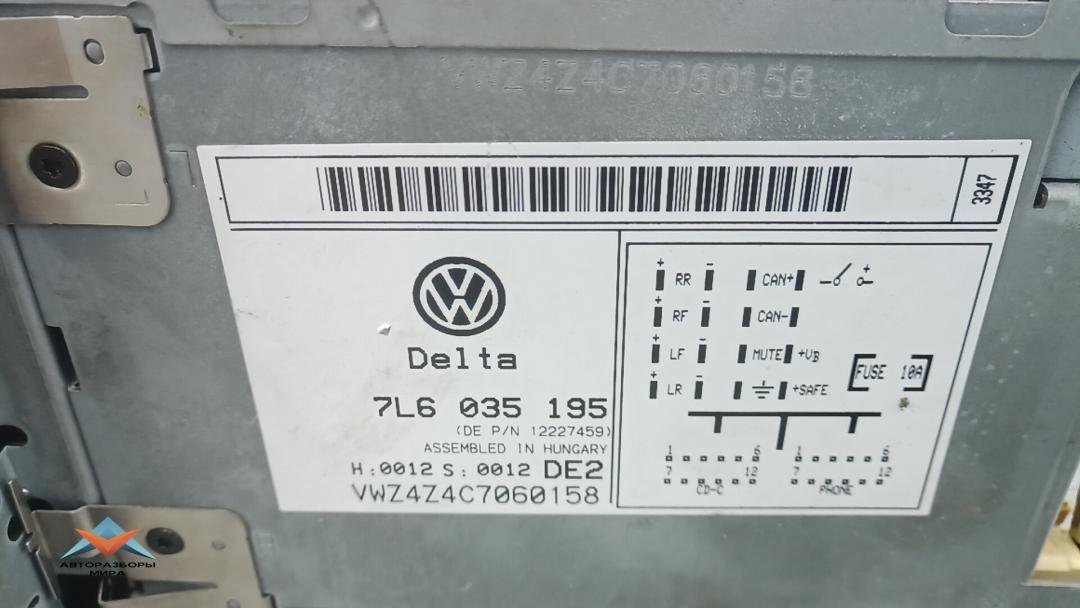 VWZ4Z4C7060158
3347
Delta
7L6 035 195
(DE P/N 12227459)
ASSEMBLED IN HUNGARY
H:0012 S:0012 DE2
VWZ4Z4C7060158
+ RR - CAN+ +
RF CAN-
+ LF - MUTE +VB
+ LR - +SAFE
FUSE 10A
1 6 1 6
7 12 7 12
CD-C PHONE
АВТОРАЗБОРЫ
МИРА